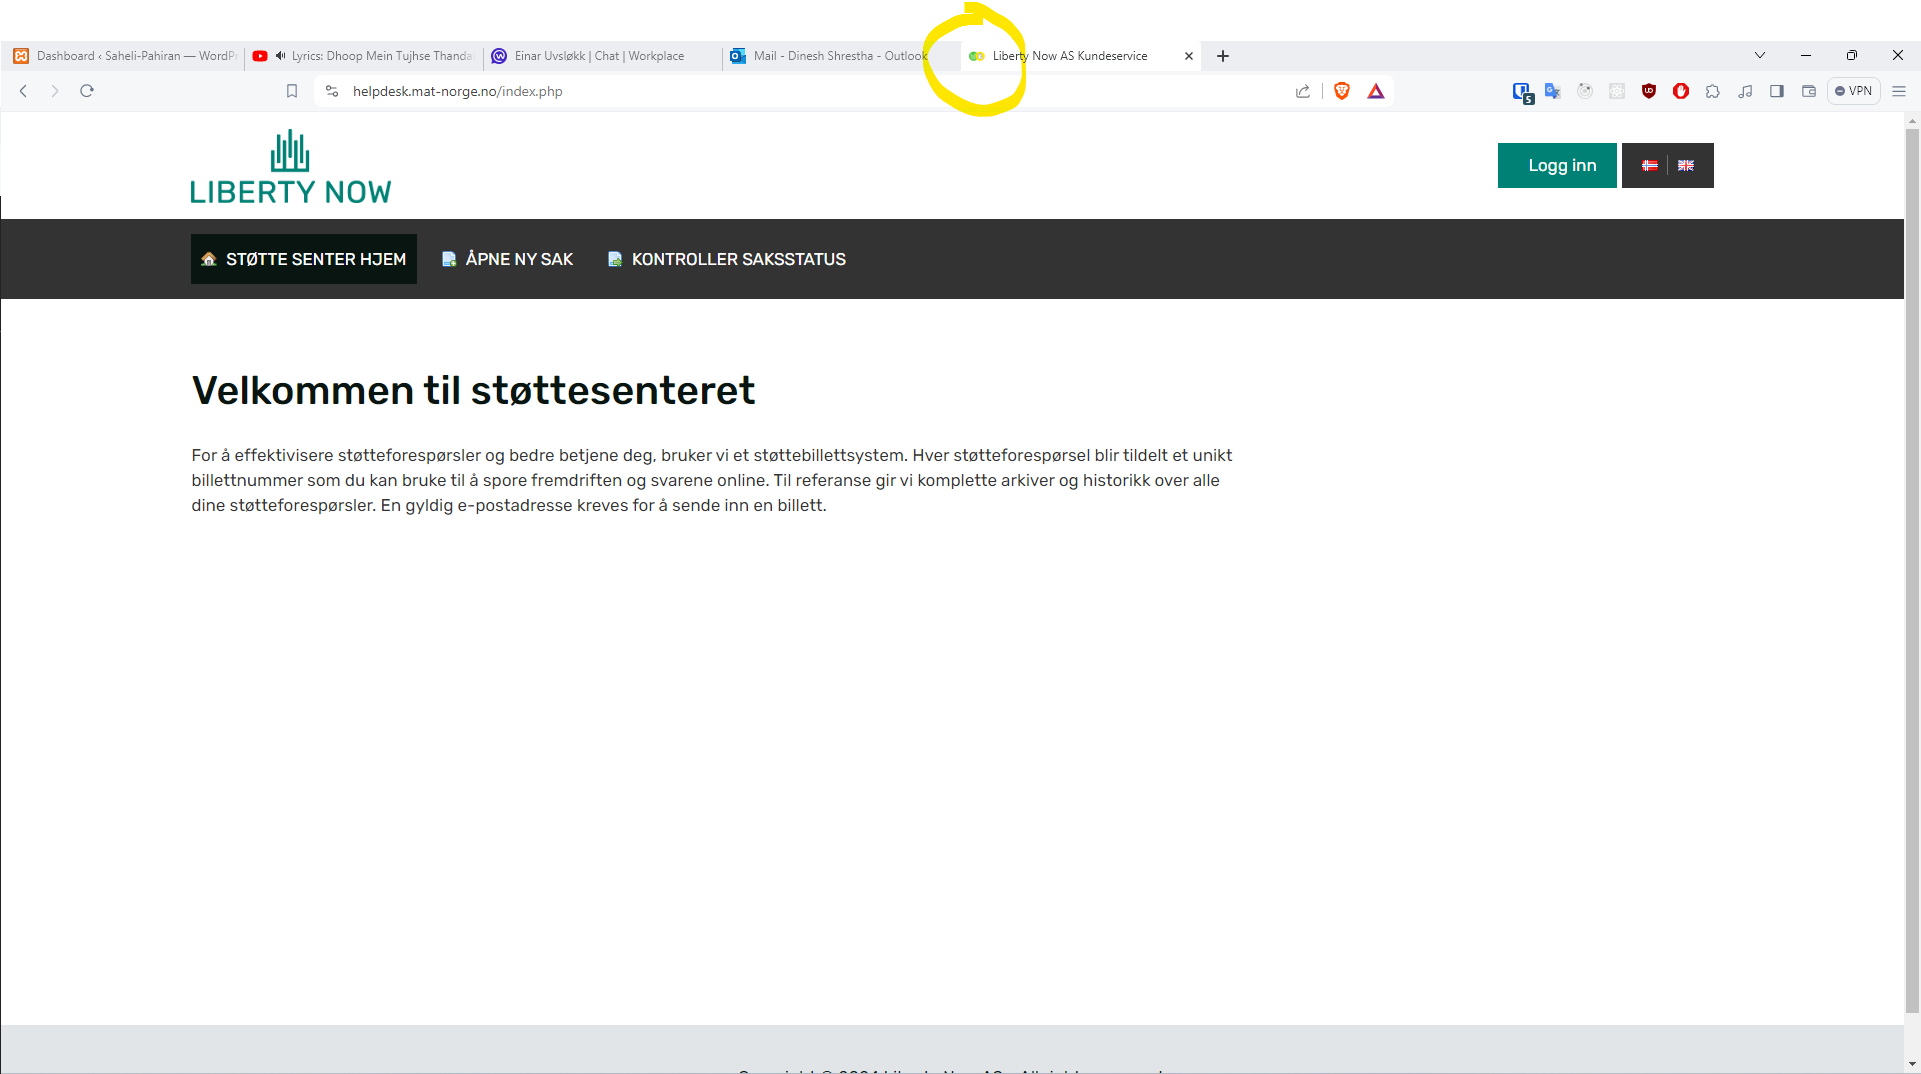 Dashboard ‹ Saheli-Pahiran — WordPr
Lyrics: Dhoop Mein Tujhse Thanda
Einar Uvsløkk | Chat | Workplace
Mail - Dinesh Shrestha - Outlook
Liberty Now AS Kundeservice
helpdesk.mat-norge.no/index.php
5
VPN
LIBERTY NOW
Logg inn
STØTTE SENTER HJEM
ÅPNE NY SAK
KONTROLLER SAKSSTATUS
Velkommen til støttesenteret
For å effektivisere støtteforespørsler og bedre betjene deg, bruker vi et støttebillettsystem. Hver støtteforespørsel blir tildelt et unikt
billettnummer som du kan bruke til å spore fremdriften og svarene online. Til referanse gir vi komplette arkiver og historikk over alle
dine støtteforespørsler. En gyldig e-postadresse kreves for å sende inn en billett.